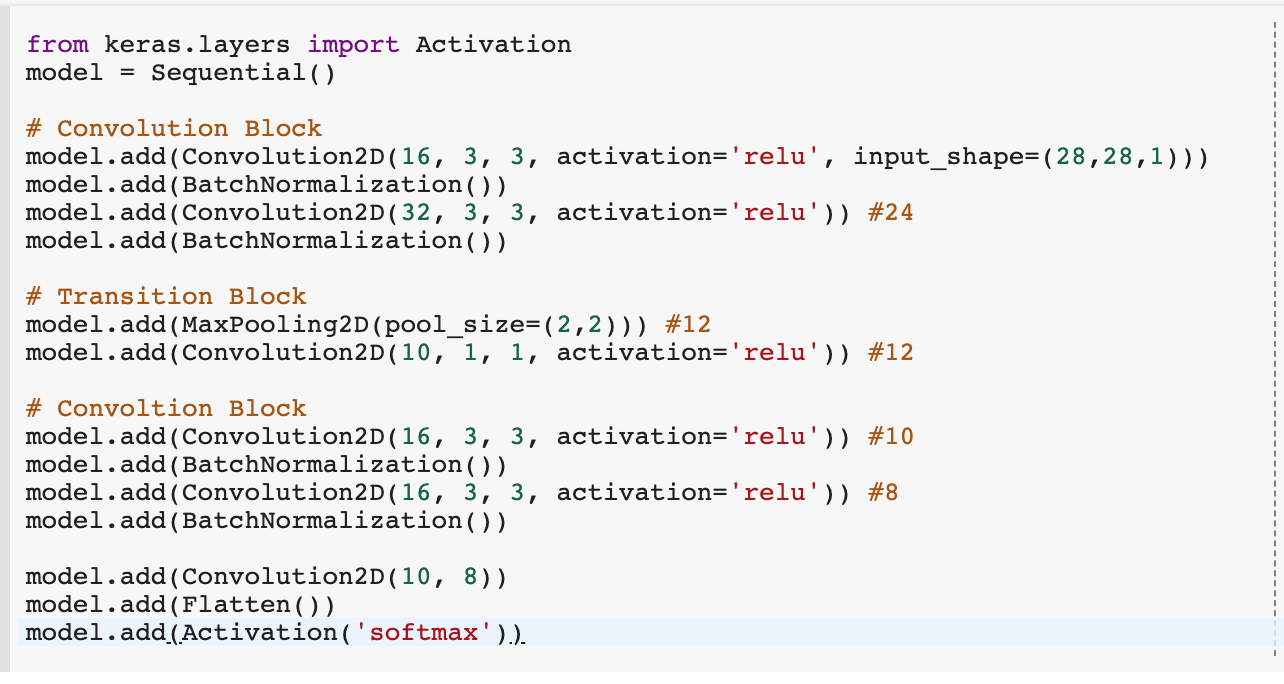 from keras.layers import Activation
model = Sequential()
# Convolution Block
model.add(Convolution2D(16, 3, 3, activation='relu', input_shape=(28,28,1)))
model.add(BatchNormalization())
model.add(Convolution2D(32, 3, 3, activation='relu')) #24
model.add(BatchNormalization())
# Transition Block
model.add(MaxPooling2D(pool_size=(2,2))) #12
model.add(Convolution2D(10, 1, 1, activation='relu')) #12
# Convoltion Block
model.add(Convolution2D(16, 3, 3, activation='relu')) #10
model.add(BatchNormalization())
model.add(Convolution2D(16, 3, 3, activation='relu')) #8
model.add(BatchNormalization())
model.add(Convolution2D(10, 8))
model.add(Flatten())
model.add(Activation('softmax'))